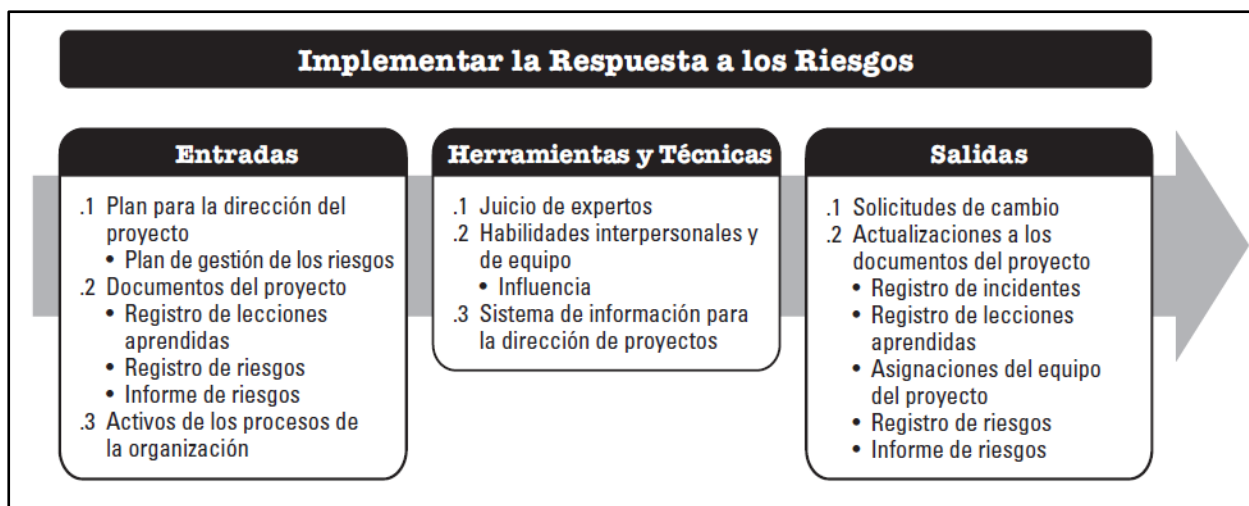 Implementar la Respuesta a los Riesgos
Entradas
.1 Plan para la dirección del
proyecto
• Plan de gestión de los riesgos
.2 Documentos del proyecto
• Registro de lecciones
aprendidas
• Registro de riesgos
• Informe de riesgos
.3 Activos de los procesos de
la organización
Herramientas y Técnicas
.1 Juicio de expertos
.2 Habilidades interpersonales y
de equipo
• Influencia
.3 Sistema de información para
la dirección de proyectos
Salidas
.1 Solicitudes de cambio
.2 Actualizaciones a los
documentos del proyecto
• Registro de incidentes
• Registro de lecciones
aprendidas
• Asignaciones del equipo
del proyecto
• Registro de riesgos
• Informe de riesgos